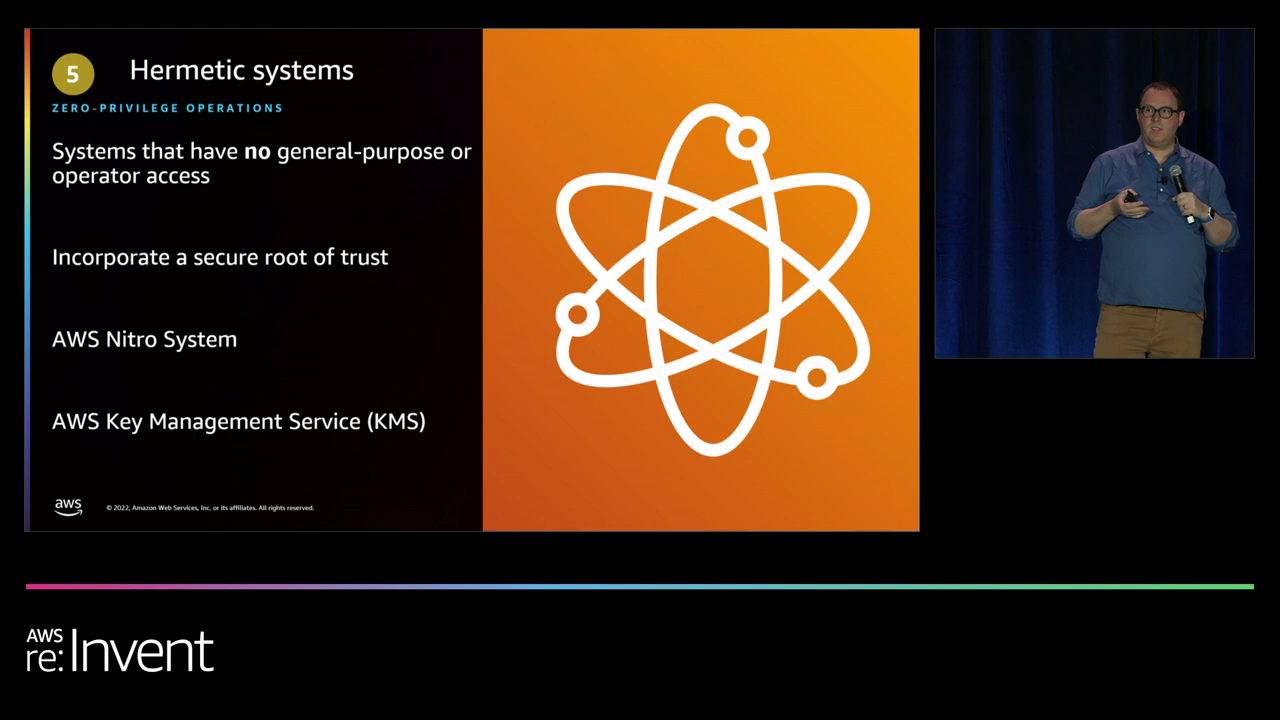 5 Hermetic systems
ZERO-PRIVILEGE OPERATIONS
Systems that have no general-purpose or
operator access
Incorporate a secure root of trust
AWS Nitro System
AWS Key Management Service (KMS)
aws
© 2022, Amazon Web Services, Inc. or its affiliates. All rights reserved.
AWS
re:Invent